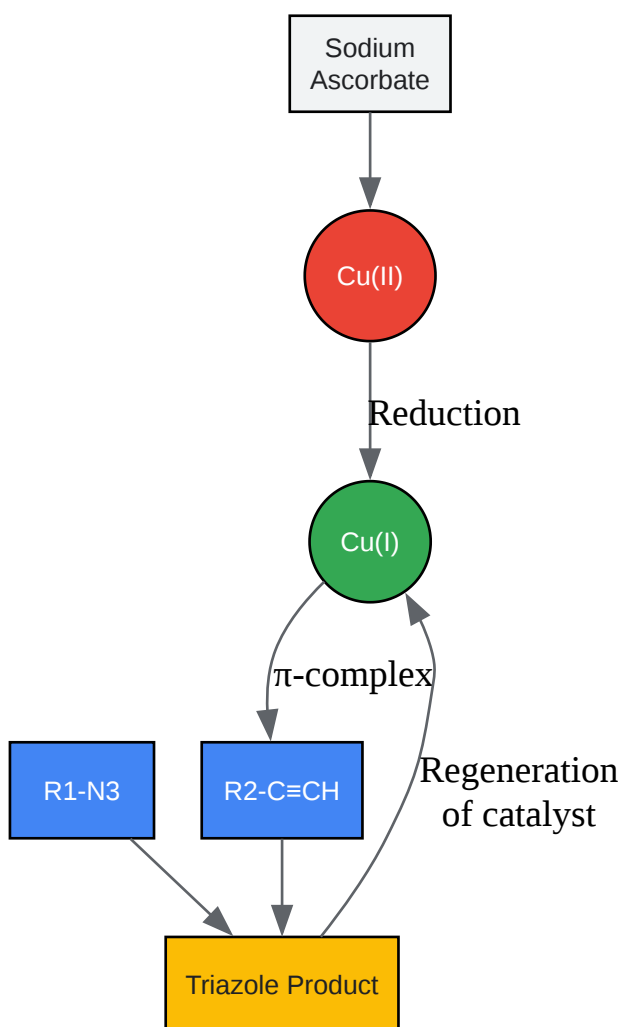 Sodium
Ascorbate
Cu(II)
Reduction
Cu(I)
π-complex
R1-N3
R2-C≡CH
Regeneration
of catalyst
Triazole Product